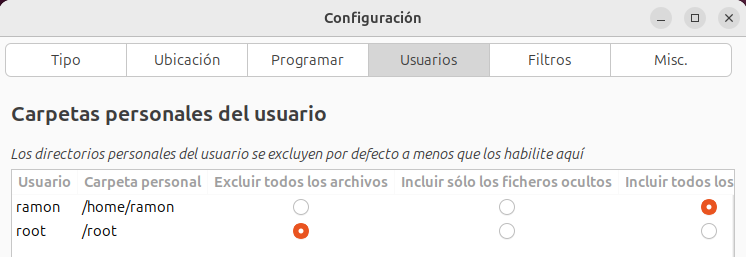 Configuración
Tipo Ubicación Programar Usuarios Filtros Misc.
Carpetas personales del usuario
Los directorios personales del usuario se excluyen por defecto a menos que los habilite aquí
Usuario Carpeta personal Excluir todos los archivos Incluir sólo los ficheros ocultos Incluir todos los
ramon /home/ramon
root /root